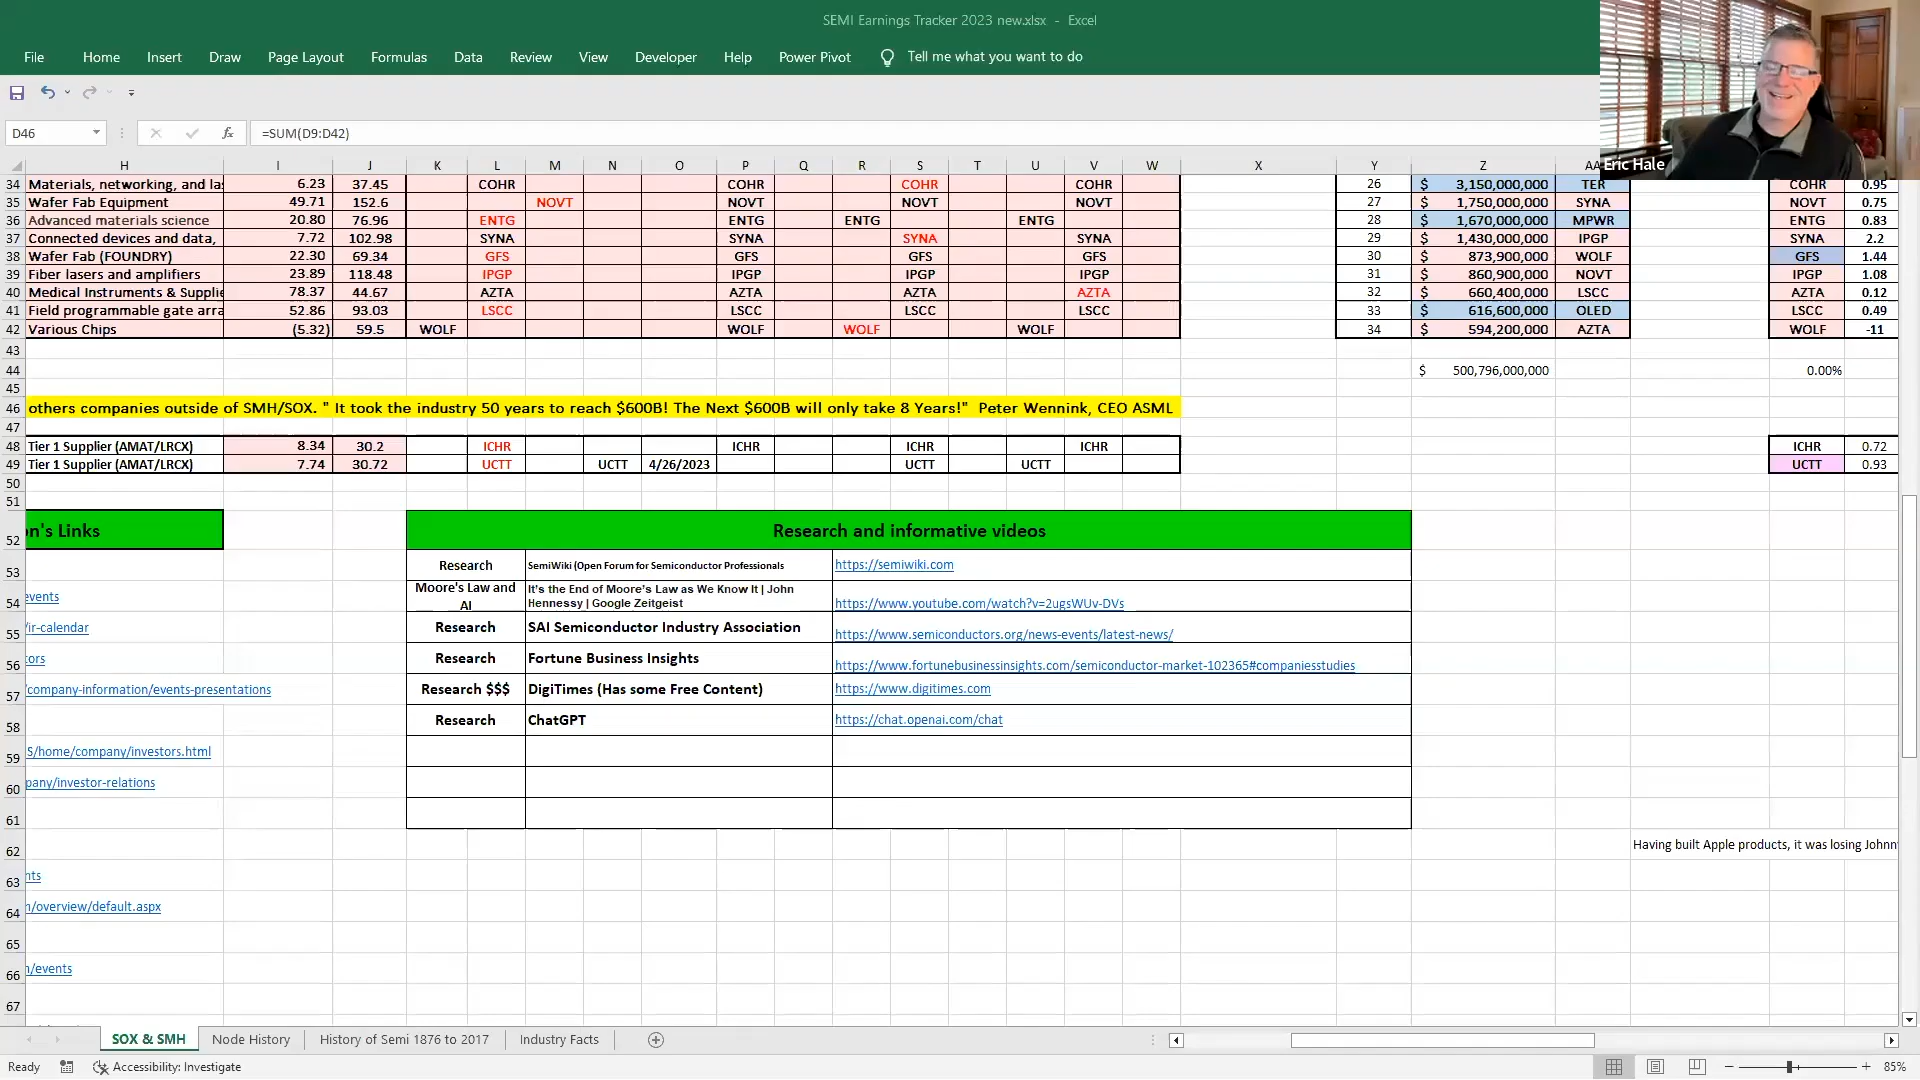 SEMI Earnings Tracker 2023 new.xlsx - Excel
File Home Insert Draw Page Layout Formulas Data Review View Developer Help Power Pivot Tell me what you want to do
Eric Hale
D46 fx =SUM(D9:D42)
H I J K L M N O P Q R S T U V W X Y Z AA
34 Materials, networking, and la 6.23 37.45 COHR COHR COHR COHR 26 $ 3,150,000,000 TER COHR 0.95
35 Wafer Fab Equipment 49.71 152.6 NOVT NOVT NOVT NOVT 27 $ 1,750,000,000 SYNA NOVT 0.75
36 Advanced materials science 20.80 76.96 ENTG ENTG ENTG ENTG 28 $ 1,670,000,000 MPWR ENTG 0.83
37 Connected devices and data, 7.72 102.98 SYNA SYNA SYNA SYNA 29 $ 1,430,000,000 IPGP SYNA 2.2
38 Wafer Fab (FOUNDRY) 22.30 69.34 GFS GFS GFS GFS 30 $ 873,900,000 WOLF GFS 1.44
39 Fiber lasers and amplifiers 23.89 118.48 IPGP IPGP IPGP IPGP 31 $ 860,900,000 NOVT IPGP 1.08
40 Medical Instruments & Supplie 78.37 44.67 AZTA AZTA AZTA AZTA 32 $ 660,400,000 LSCC AZTA 0.12
41 Field programmable gate arra 52.86 93.03 LSCC LSCC LSCC LSCC 33 $ 616,600,000 OLED LSCC 0.49
42 Various Chips (5.32) 59.5 WOLF WOLF WOLF WOLF 34 $ 594,200,000 AZTA WOLF -11
43
44 $ 500,796,000,000 0.00%
45
46 others companies outside of SMH/SOX. " It took the industry 50 years to reach $600B! The Next $600B will only take 8 Years!" Peter Wennink, CEO ASML
47
48 Tier 1 Supplier (AMAT/LRCX) 8.34 30.2 ICHR ICHR ICHR ICHR ICHR 0.72
49 Tier 1 Supplier (AMAT/LRCX) 7.74 30.72 UCTT UCTT 4/26/2023 UCTT UCTT UCTT 0.93
50
51
52 n's Links Research and informative videos
53 Research SemiWiki (Open Forum for Semiconductor Professionals https://semiwiki.com
54 events Moore's Law and AI It's the End of Moore's Law as We Know It | John Hennessy | Google Zeitgeist https://www.youtube.com/watch?v=2ugsWUv-DVs
55 /ir-calendar Research SAI Semiconductor Industry Association https://www.semiconductors.org/news-events/latest-news/
56 ors Research Fortune Business Insights https://www.fortunebusinessinsights.com/semiconductor-market-102365#companiesstudies
57 /company-information/events-presentations Research $$$ DigiTimes (Has some Free Content) https://www.digitimes.com
58 Research ChatGPT https://chat.openai.com/chat
59 S/home/company/investors.html
60 pany/investor-relations
61
62 Having built Apple products, it was losing Johnn
63 nts
64 n/overview/default.aspx
65
66 n/events
67
SOX & SMH Node History History of Semi 1876 to 2017 Industry Facts
Ready Accessibility: Investigate 85%